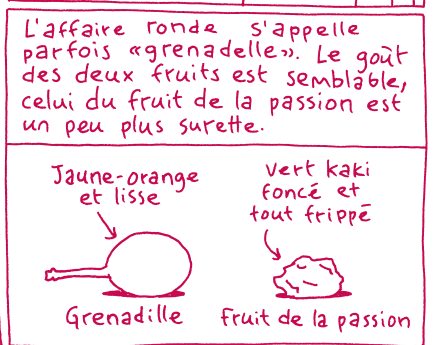 L'affaire ronde s'appelle
parfois «grenadelle». Le goût
des deux fruits est semblable,
celui du fruit de la passion est
un peu plus surette.
Jaune-orange
et lisse
vert kaki
foncé et
tout frippé
Grenadille
fruit de la passion